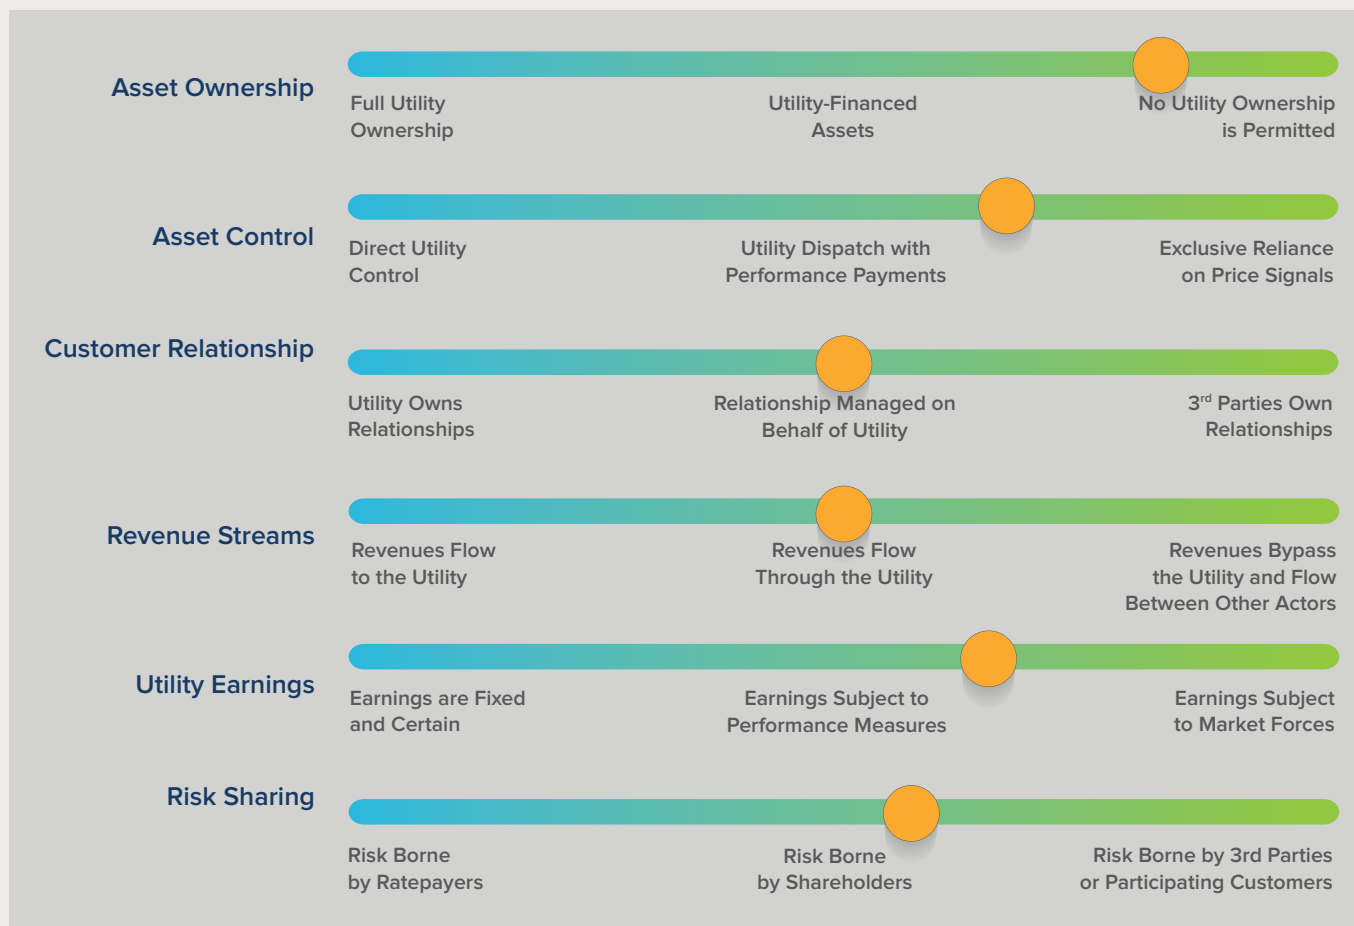 Asset Ownership
Full Utility
Ownership
Utility-Financed
Assets
No Utility Ownership
is Permitted
Asset Control
Direct Utility
Control
Utility Dispatch with
Performance Payments
Exclusive Reliance
on Price Signals
Customer Relationship
Utility Owns
Relationships
Relationship Managed on
Behalf of Utility
3rd Parties Own
Relationships
Revenue Streams
Revenues Flow
to the Utility
Revenues Flow
Through the Utility
Revenues Bypass
the Utility and Flow
Between Other Actors
Utility Earnings
Earnings are Fixed
and Certain
Earnings Subject to
Performance Measures
Earnings Subject
to Market Forces
Risk Sharing
Risk Borne
by Ratepayers
Risk Borne
by Shareholders
Risk Borne by 3rd Parties
or Participating Customers